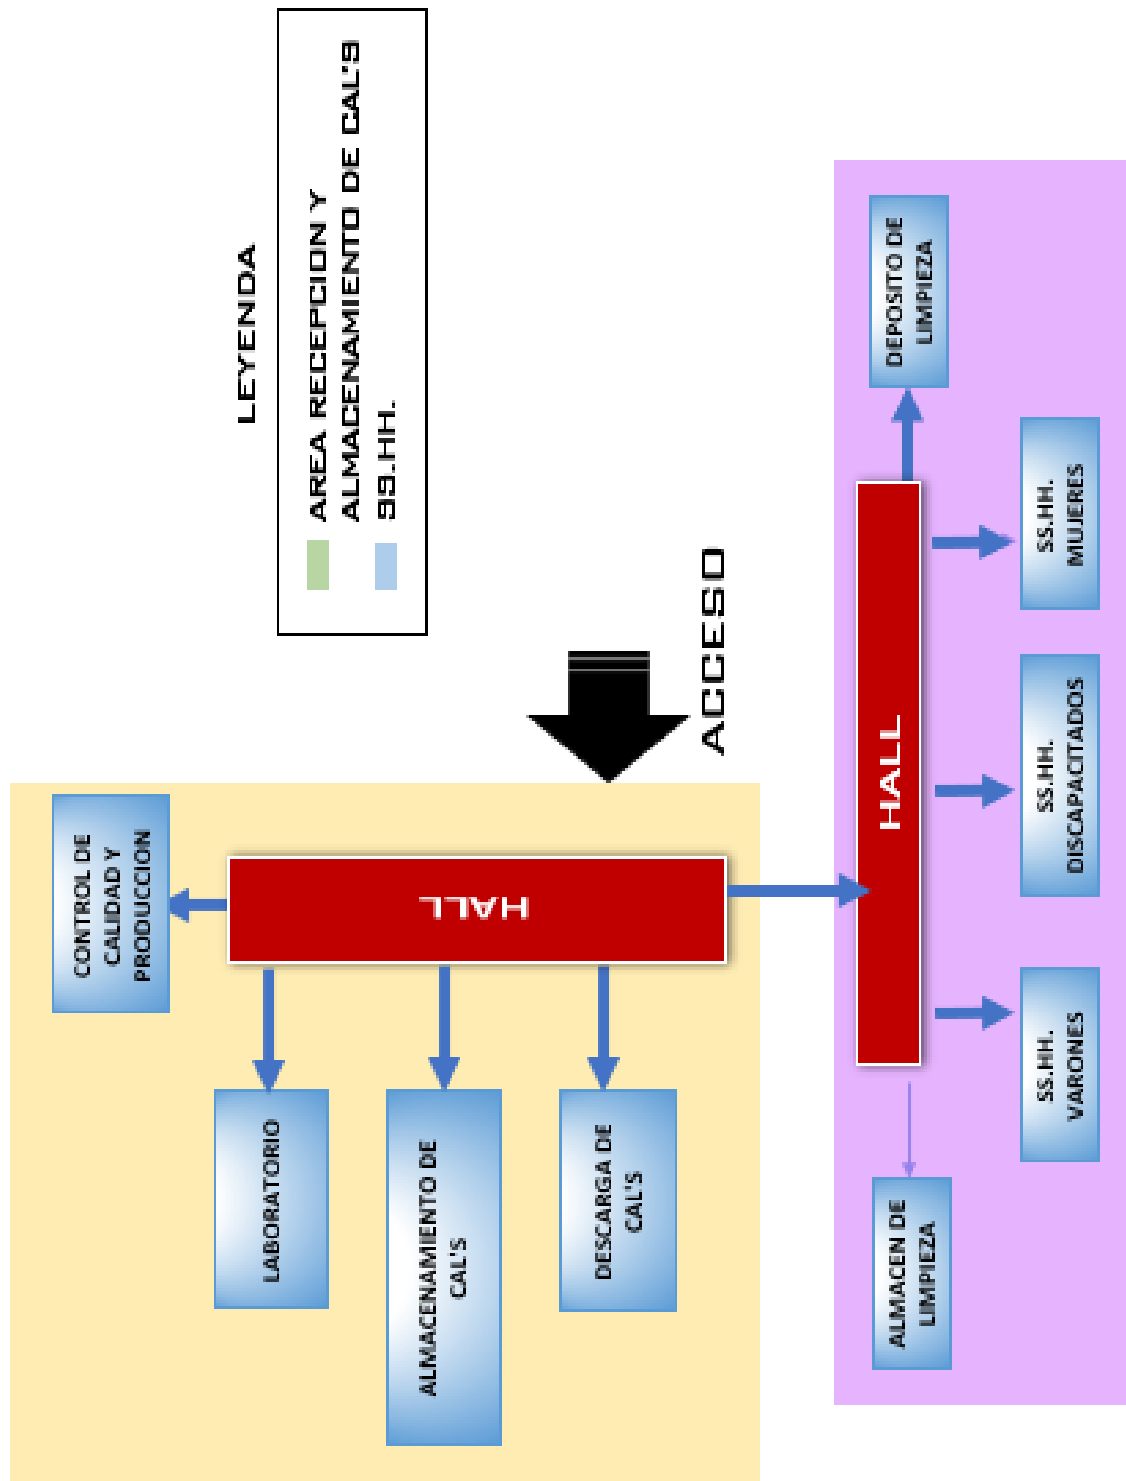 LEYENDA
AREA RECEPCION Y
ALMACENAMIENTO DE CAL'S
SS.HH.
ACCESO
CONTROL DE
CALIDAD Y
PRODUCCION
HALL
LABORATORIO
ALMACENAMIENTO DE
CAL'S
DESCARGA DE
CAL'S
HALL
DEPOSITO DE
LIMPIEZA
SS.HH.
MUJERES
SS.HH.
DISCAPACITADOS
SS.HH.
VARONES
ALMACEN DE
LIMPIEZA